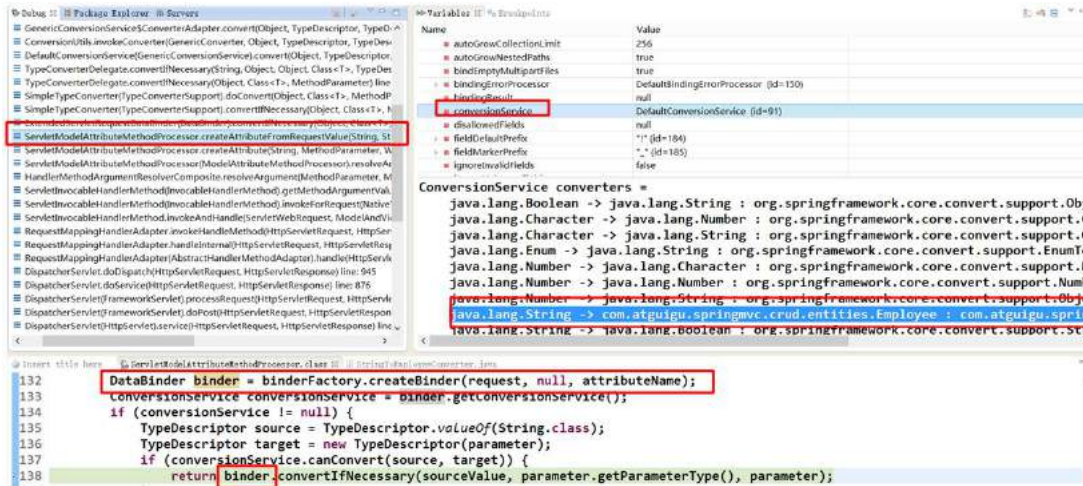 Debug Package Explorer Servers
GenericConversionService$ConverterAdapter.convert(Object, TypeDescriptor, TypeD
ConversionUtils.invokeConverter(GenericConverter, Object, TypeDescriptor, TypeDes
DefaultConversionService(GenericConversionService).convert(Object, TypeDescriptor,
TypeConverterDelegate.convertIfNecessary(String, Object, Object, Class<T>, TypeDes
TypeConverterDelegate.convertIfNecessary(Object, Class<T>, MethodParameter) line
SimpleTypeConverter(TypeConverterSupport).doConvert(Object, Class<T>, MethodP
SimpleTypeConverter(TypeConverterSupport).convertIfNecessary(Object, Class<T>, M
ExtendedServletRequestDataBinder(DataBinder).convertIfNecessary(Object, Class<T>
ServletModelAttributeMethodProcessor.createAttributeFromRequestValue(String, St
ServletModelAttributeMethodProcessor.createAttribute(String, MethodParameter, W
ServletModelAttributeMethodProcessor(ModelAttributeMethodProcessor).resolveAr
HandlerMethodArgumentResolverComposite.resolveArgument(MethodParameter, M
ServletInvocableHandlerMethod(InvocableHandlerMethod).getMethodArgumentValu
ServletInvocableHandlerMethod(InvocableHandlerMethod).invokeForRequest(Native
ServletInvocableHandlerMethod.invokeAndHandle(ServletWebRequest, ModelAndVi
RequestMappingHandlerAdapter.invokeHandleMethod(HttpServletRequest, HttpSer
RequestMappingHandlerAdapter.handleInternal(HttpServletRequest, HttpServletResp
RequestMappingHandlerAdapter(AbstractHandlerMethodAdapter).handle(HttpServle
DispatcherServlet.doDispatch(HttpServletRequest, HttpServletResponse) line: 945
DispatcherServlet.doService(HttpServletRequest, HttpServletResponse) line: 876
DispatcherServlet(FrameworkServlet).processRequest(HttpServletRequest, HttpServle
DispatcherServlet(FrameworkServlet).doPost(HttpServletRequest, HttpServletRespon
DispatcherServlet(HttpServlet).service(HttpServletRequest, HttpServletResponse) line
Variables Breakpoints
Name Value
autoGrowCollectionLimit 256
autoGrowNestedPaths true
bindEmptyMultipartFiles true
bindingErrorProcessor DefaultBindingErrorProcessor (id=150)
bindingResult null
conversionService DefaultConversionService (id=91)
disallowedFields null
fieldDefaultPrefix "!" (id=184)
fieldMarkerPrefix "_" (id=185)
ignoreInvalidFields false
ConversionService converters =
java.lang.Boolean -> java.lang.String : org.springframework.core.convert.support.Obj
java.lang.Character -> java.lang.Number : org.springframework.core.convert.support.
java.lang.Character -> java.lang.String : org.springframework.core.convert.support.
java.lang.Enum -> java.lang.String : org.springframework.core.convert.support.EnumT
java.lang.Number -> java.lang.Character : org.springframework.core.convert.support.
java.lang.Number -> java.lang.Number : org.springframework.core.convert.support.Num
java.lang.Number -> java.lang.String : org.springframework.core.convert.support.Obj
java.lang.String -> com.atguigu.springmvc.crud.entities.Employee : com.atguigu.spri
java.lang.String -> java.lang.Boolean : org.springframework.core.convert.support.St
Insert title here ServletModelAttributeMethodProcessor.class StringToEmployeeConverter.java
132 DataBinder binder = binderFactory.createBinder(request, null, attributeName);
133 ConversionService conversionService = binder.getConversionService();
134 if (conversionService != null) {
135 TypeDescriptor source = TypeDescriptor.valueOf(String.class);
136 TypeDescriptor target = new TypeDescriptor(parameter);
137 if (conversionService.canConvert(source, target)) {
138 return binder.convertIfNecessary(sourceValue, parameter.getParameterType(), parameter);